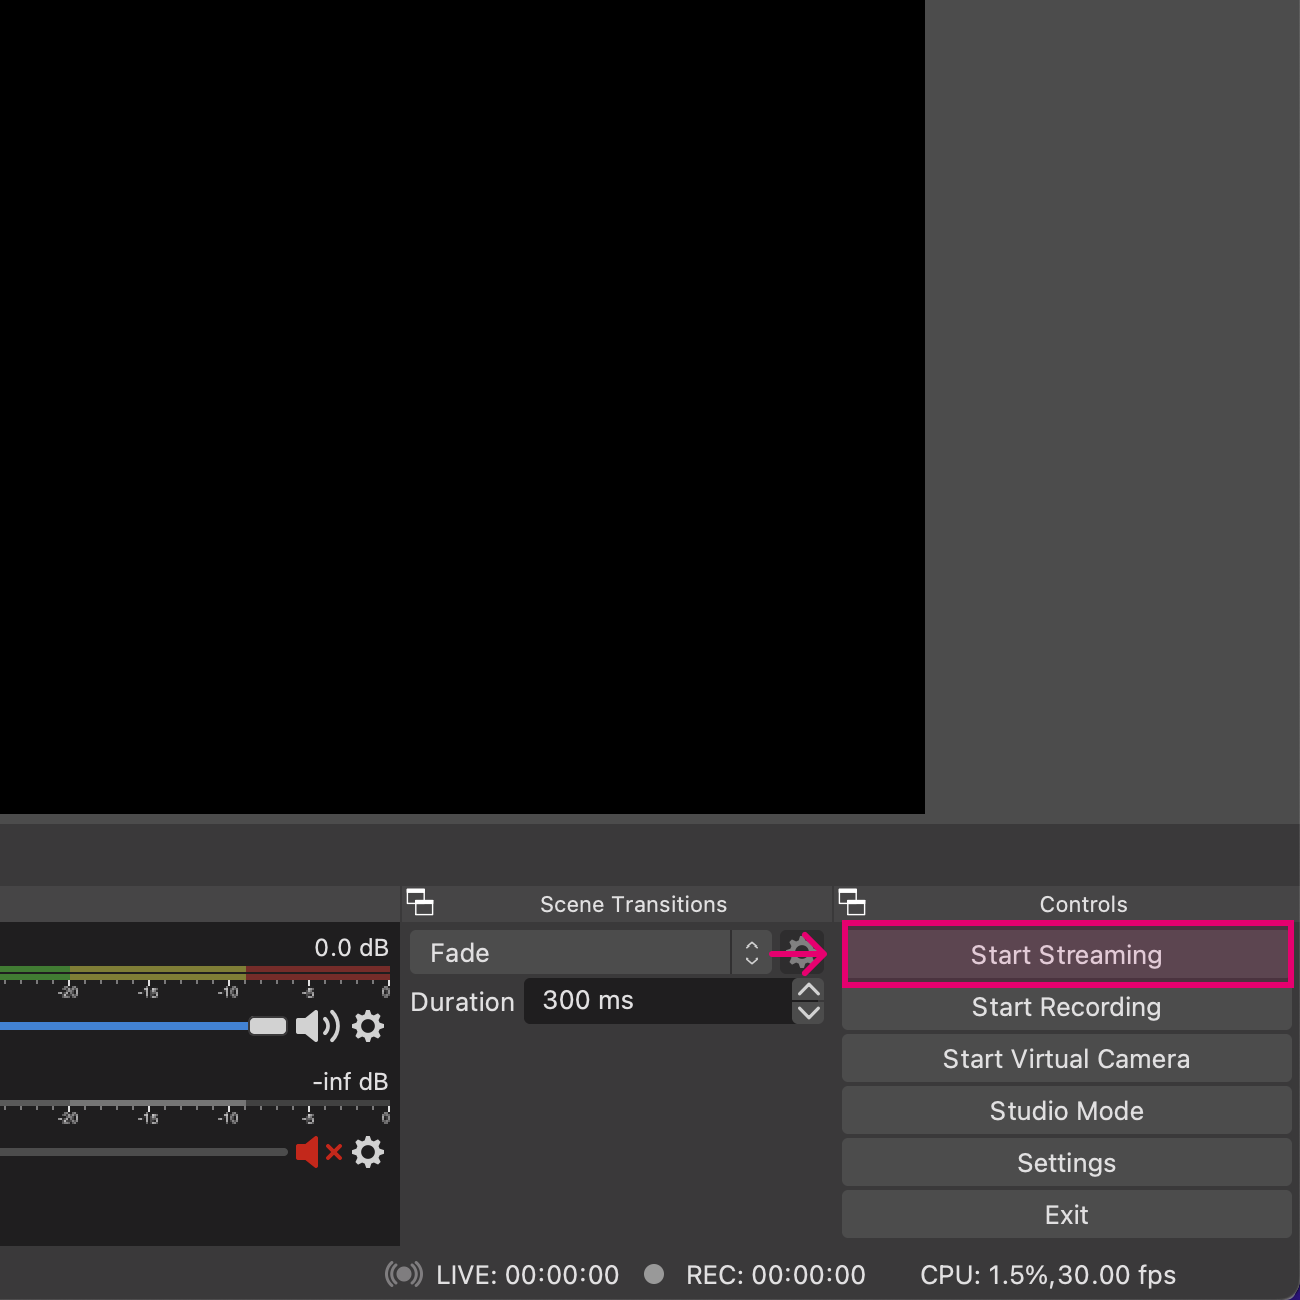 Scene Transitions
Controls
0.0 dB
-20 -15 -10 -5 0
-inf dB
-20 -15 -10 -5 0
Fade
Duration 300 ms
Start Streaming
Start Recording
Start Virtual Camera
Studio Mode
Settings
Exit
LIVE: 00:00:00 REC: 00:00:00 CPU: 1.5%,30.00 fps